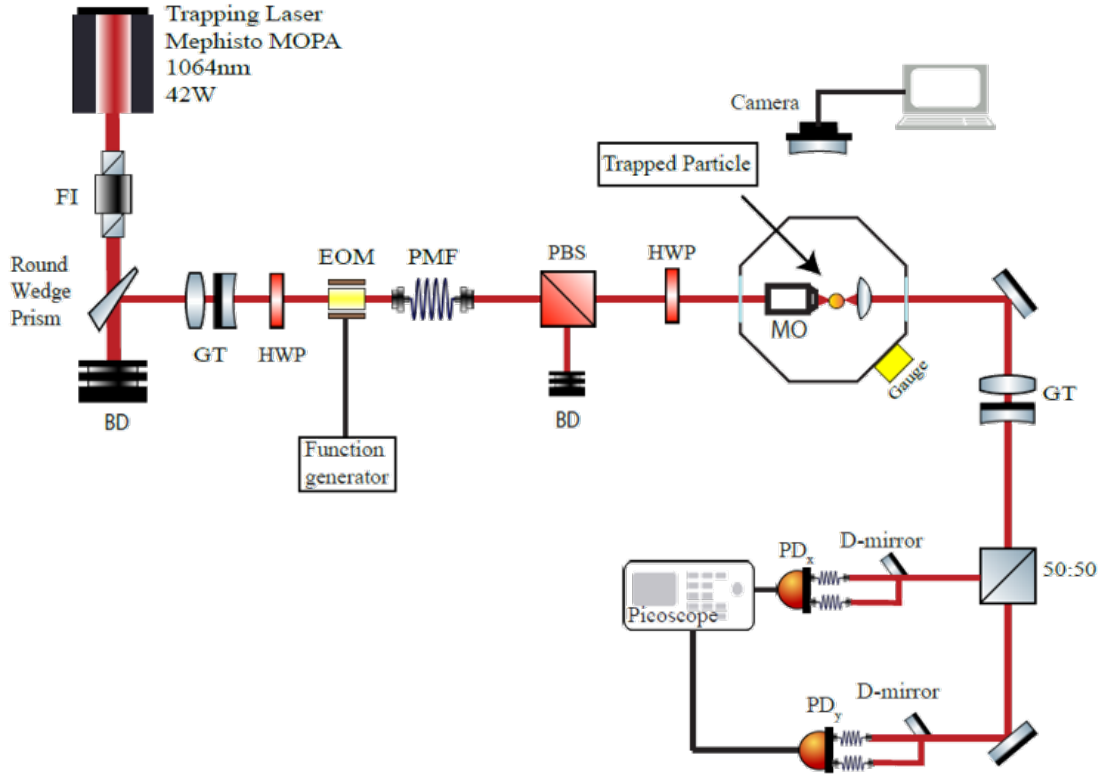 Trapping Laser
Mephisto MOPA
1064nm
42W
Camera
Trapped Particle
FI
Round
Wedge
Prism
EOM
PMF
PBS
HWP
MO
Gauge
GT
HWP
BD
BD
GT
Function
generator
D-mirror
PDx
50:50
Picoscope
D-mirror
PDy